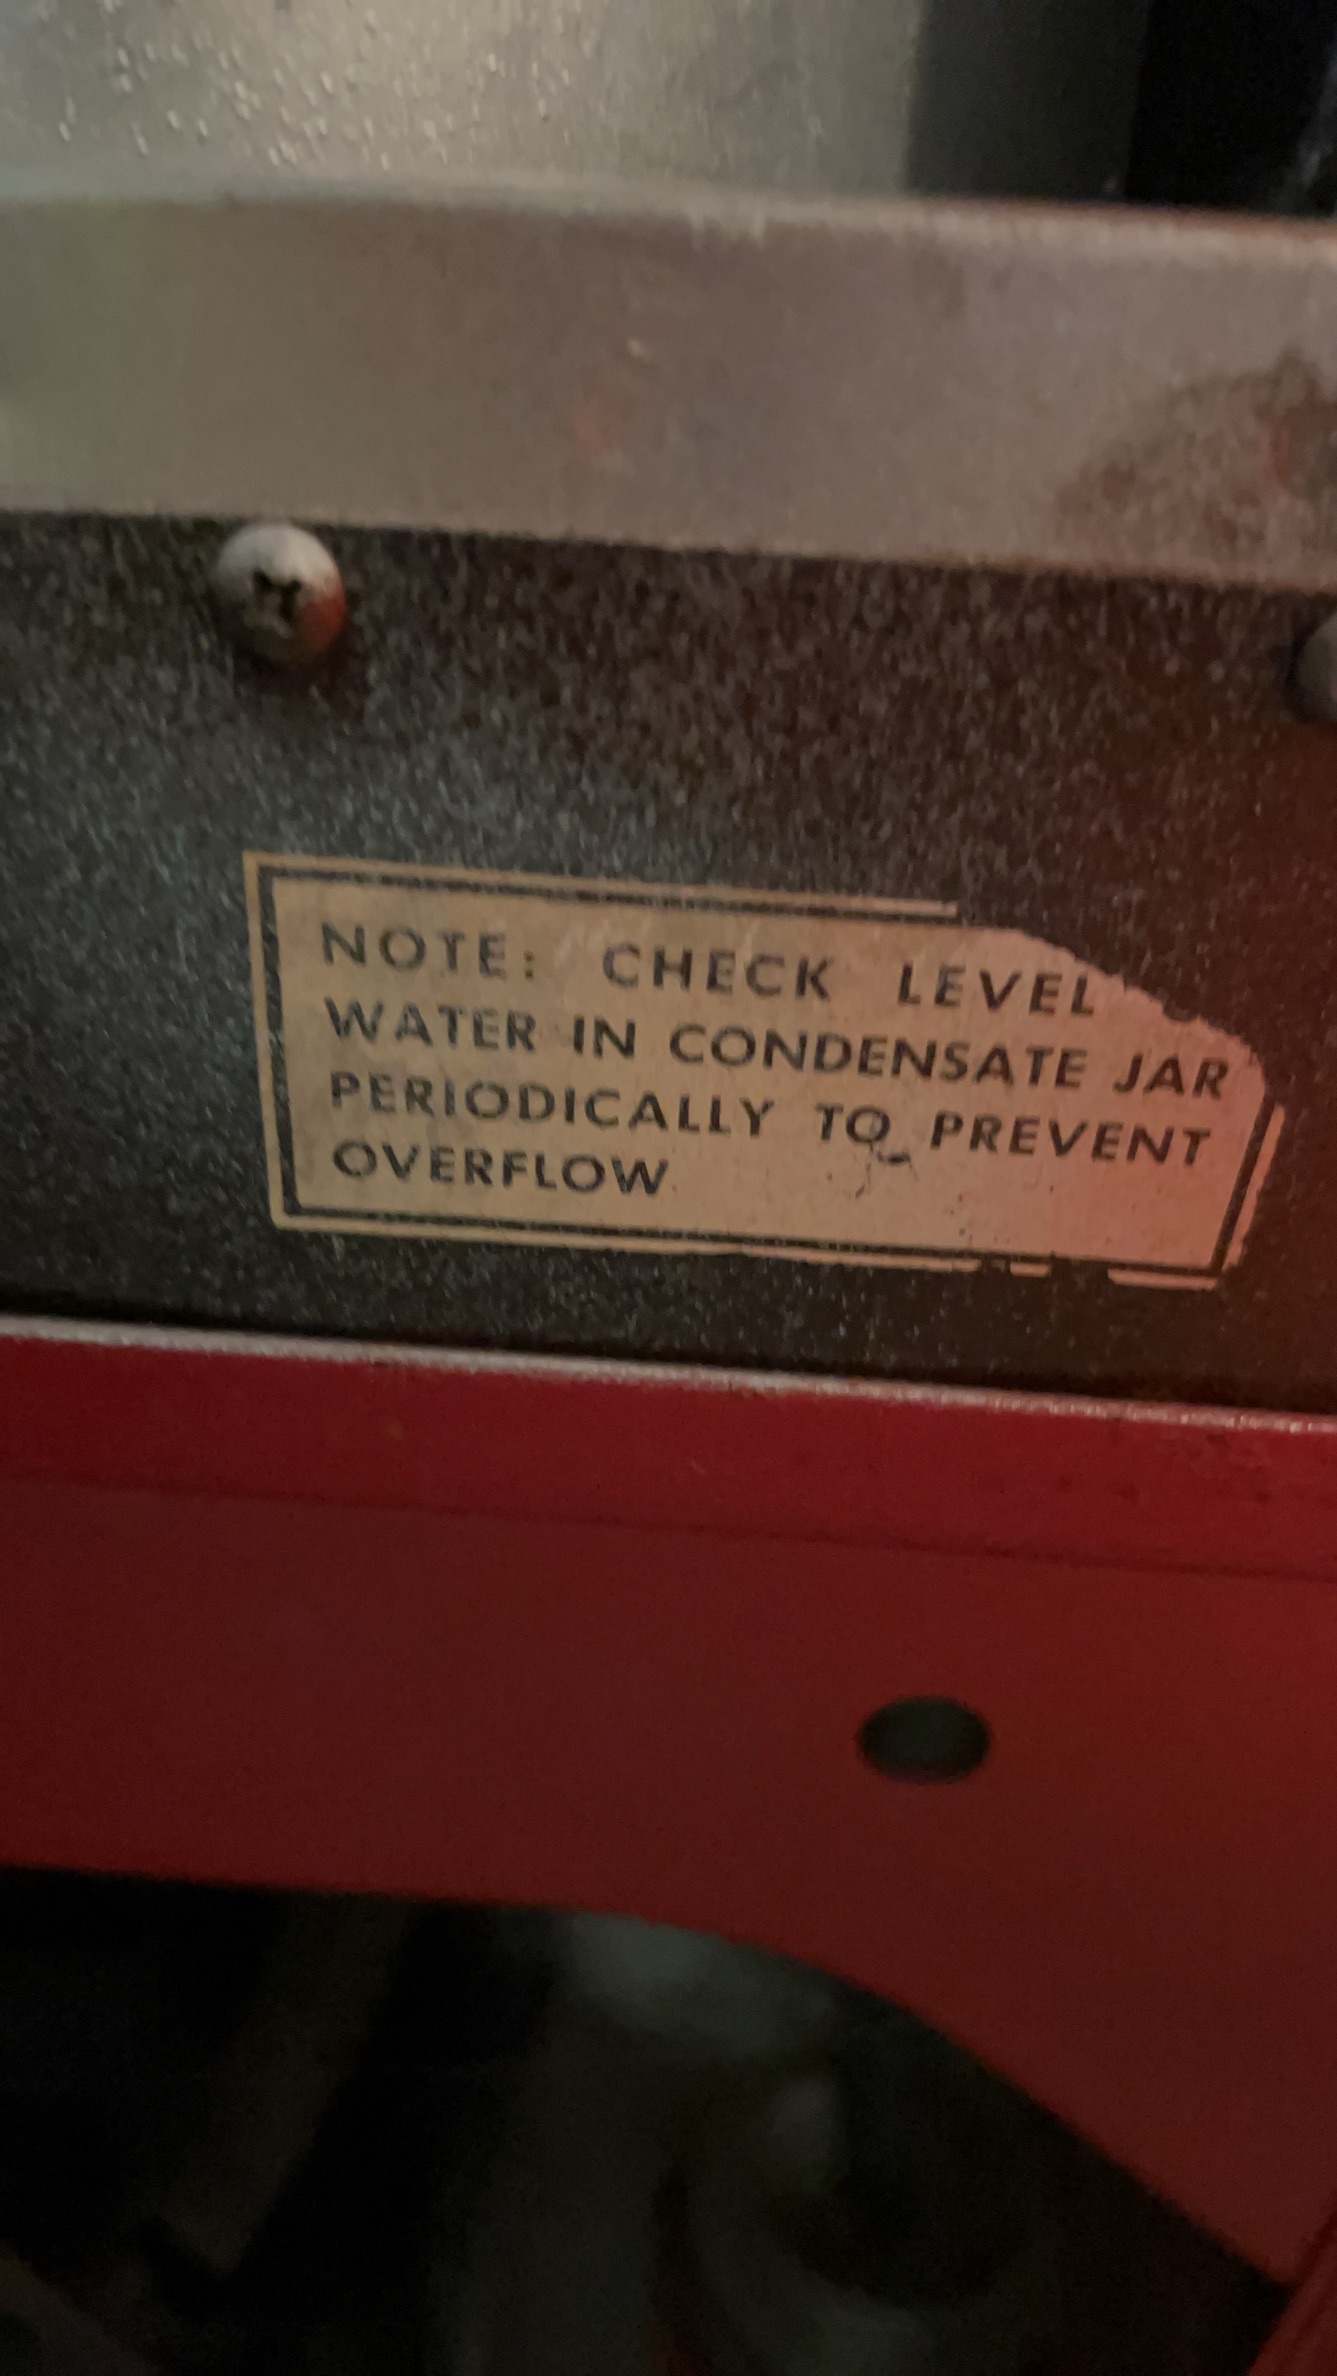 NOTE: CHECK LEVEL
WATER IN CONDENSATE JAR
PERIODICALLY TO PREVENT
OVERFLOW